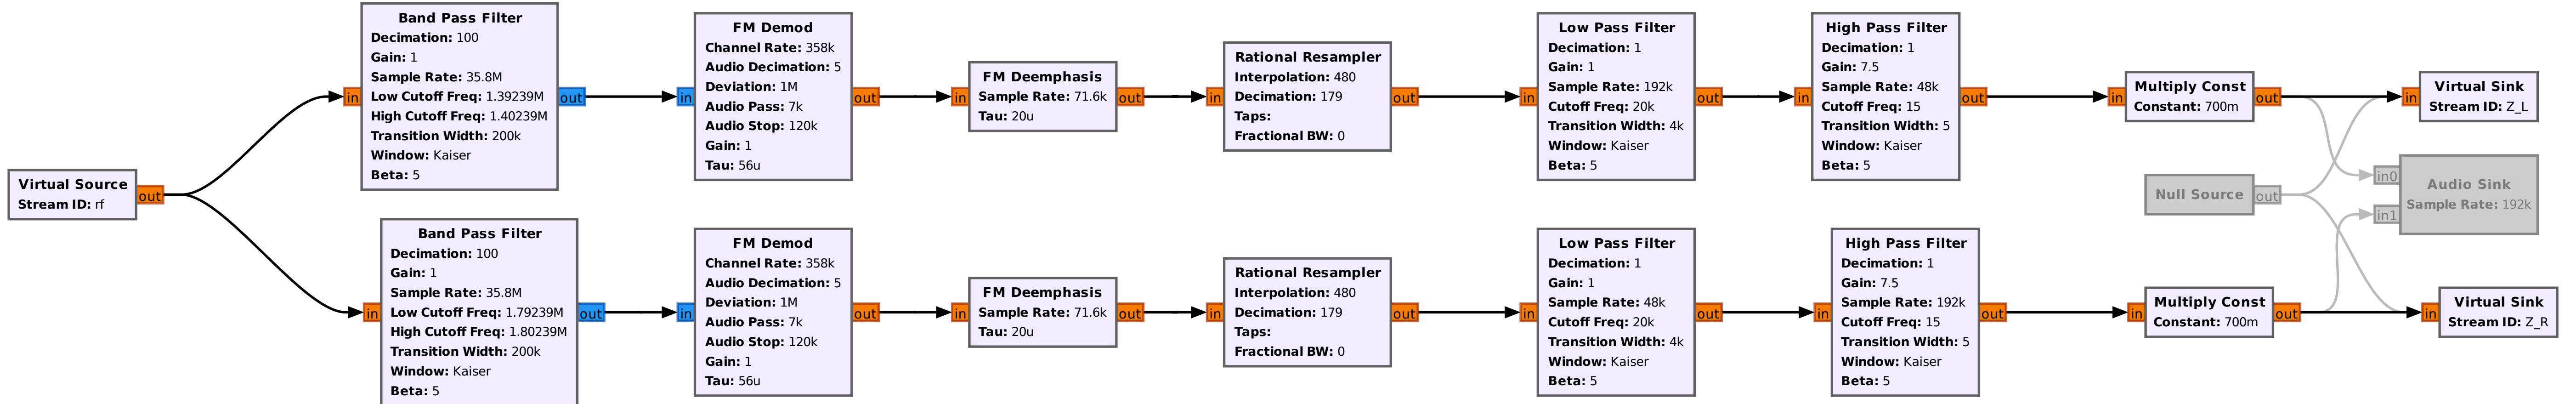 Virtual Source
Stream ID: rf
out
Band Pass Filter
Decimation: 100
Gain: 1
Sample Rate: 35.8M
Low Cutoff Freq: 1.39239M
High Cutoff Freq: 1.40239M
Transition Width: 200k
Window: Kaiser
Beta: 5
in
out
FM Demod
Channel Rate: 358k
Audio Decimation: 5
Deviation: 1M
Audio Pass: 7k
Audio Stop: 120k
Gain: 1
Tau: 56u
in
out
FM Deemphasis
Sample Rate: 71.6k
Tau: 20u
in
out
Rational Resampler
Interpolation: 480
Decimation: 179
Taps:
Fractional BW: 0
in
out
Low Pass Filter
Decimation: 1
Gain: 1
Sample Rate: 192k
Cutoff Freq: 20k
Transition Width: 4k
Window: Kaiser
Beta: 5
in
out
High Pass Filter
Decimation: 1
Gain: 7.5
Sample Rate: 48k
Cutoff Freq: 15
Transition Width: 5
Window: Kaiser
Beta: 5
in
out
Multiply Const
Constant: 700m
in
out
Virtual Sink
Stream ID: Z_L
in
Null Source
out
Audio Sink
Sample Rate: 192k
in0
in1
Band Pass Filter
Decimation: 100
Gain: 1
Sample Rate: 35.8M
Low Cutoff Freq: 1.79239M
High Cutoff Freq: 1.80239M
Transition Width: 200k
Window: Kaiser
Beta: 5
in
out
FM Demod
Channel Rate: 358k
Audio Decimation: 5
Deviation: 1M
Audio Pass: 7k
Audio Stop: 120k
Gain: 1
Tau: 56u
in
out
FM Deemphasis
Sample Rate: 71.6k
Tau: 20u
in
out
Rational Resampler
Interpolation: 480
Decimation: 179
Taps:
Fractional BW: 0
in
out
Low Pass Filter
Decimation: 1
Gain: 1
Sample Rate: 48k
Cutoff Freq: 20k
Transition Width: 4k
Window: Kaiser
Beta: 5
in
out
High Pass Filter
Decimation: 1
Gain: 7.5
Sample Rate: 192k
Cutoff Freq: 15
Transition Width: 5
Window: Kaiser
Beta: 5
in
out
Multiply Const
Constant: 700m
in
out
Virtual Sink
Stream ID: Z_R
in